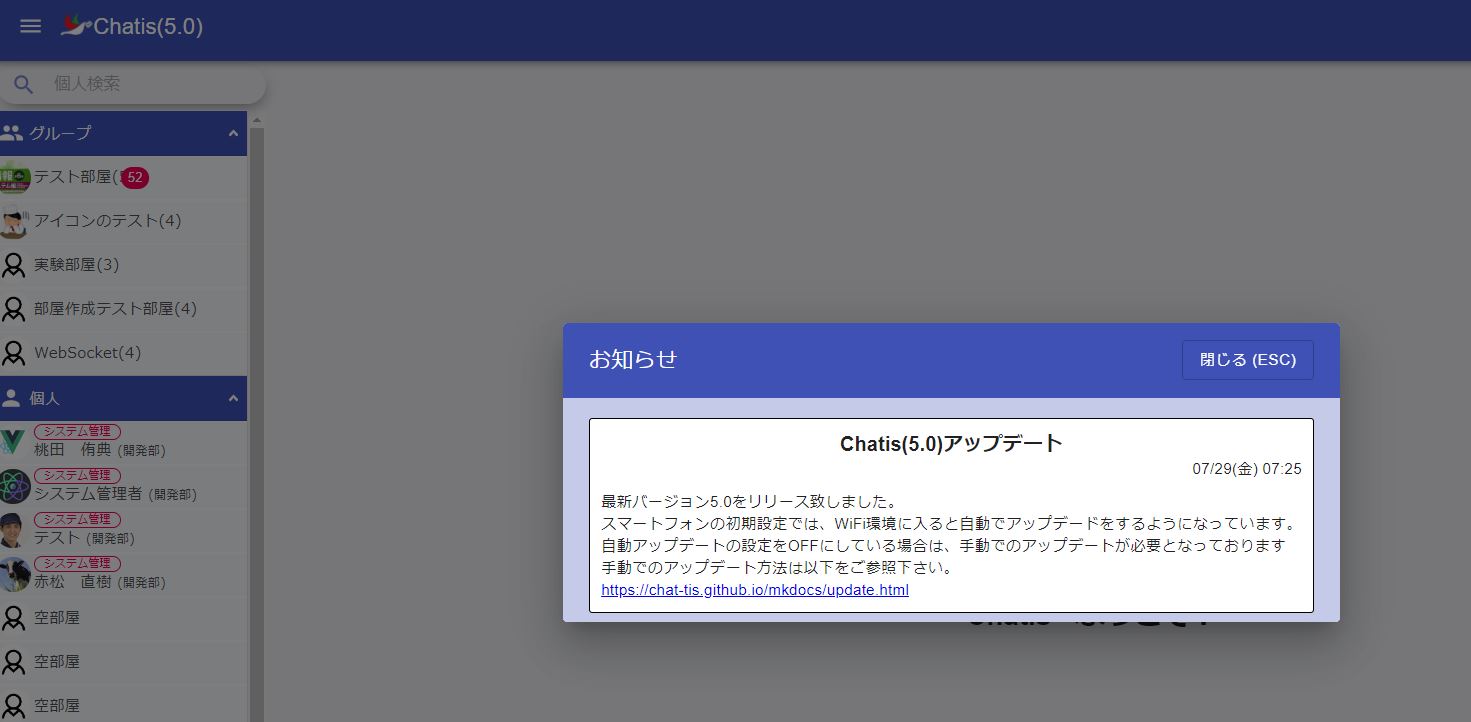 Chatis(5.0)
個人検索
グループ
テスト部屋(
52
アイコンのテスト(4)
実験部屋(3)
部屋作成テスト部屋(4)
WebSocket(4)
個人
システム管理
桃田　侑典 (開発部)
システム管理
システム管理者 (開発部)
システム管理
テスト (開発部)
システム管理
赤松　直樹 (開発部)
空部屋
空部屋
空部屋
お知らせ
閉じる (ESC)
Chatis(5.0)アップデート
07/29(金) 07:25
最新バージョン5.0をリリース致しました。
スマートフォンの初期設定では、WiFi環境に入ると自動でアップデードをするようになっています。
自動アップデートの設定をOFFにしている場合は、手動でのアップデートが必要となっております
手動でのアップデート方法は以下をご参照下さい。
https://chat-tis.github.io/mkdocs/update.html